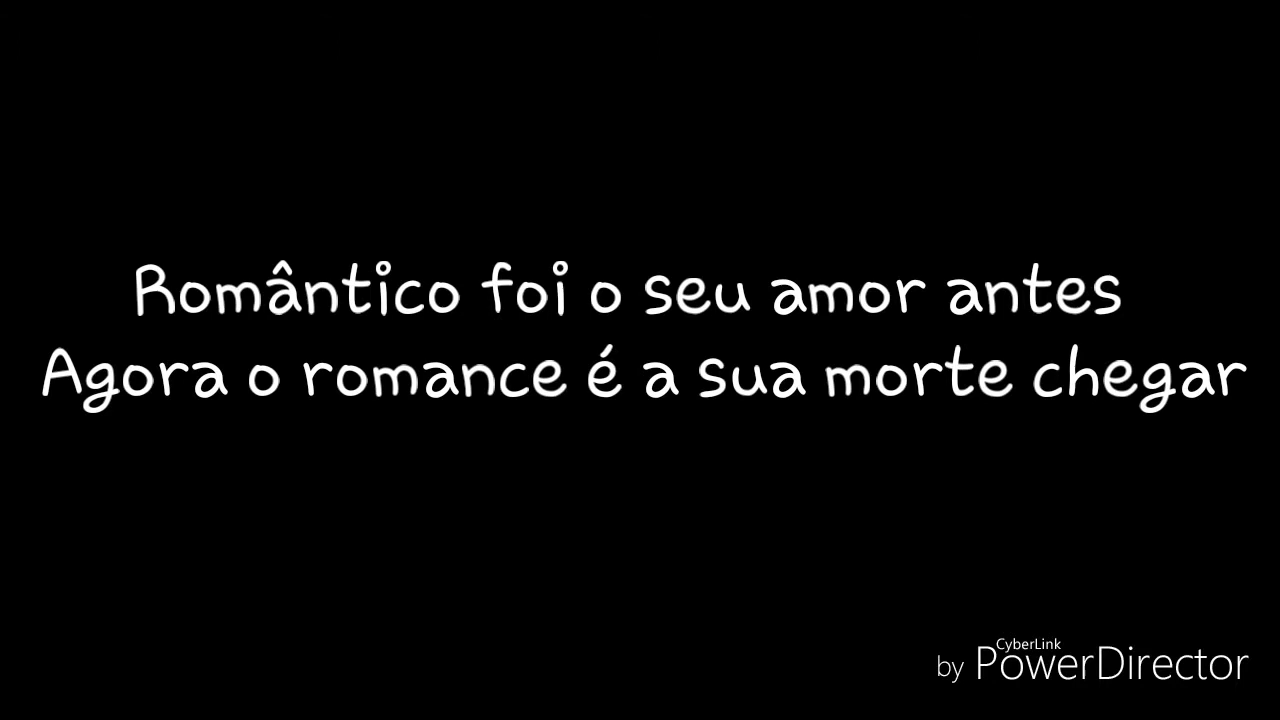 Romântico foi o seu amor antes
Agora o romance é a sua morte chegar
by CyberLink PowerDirector